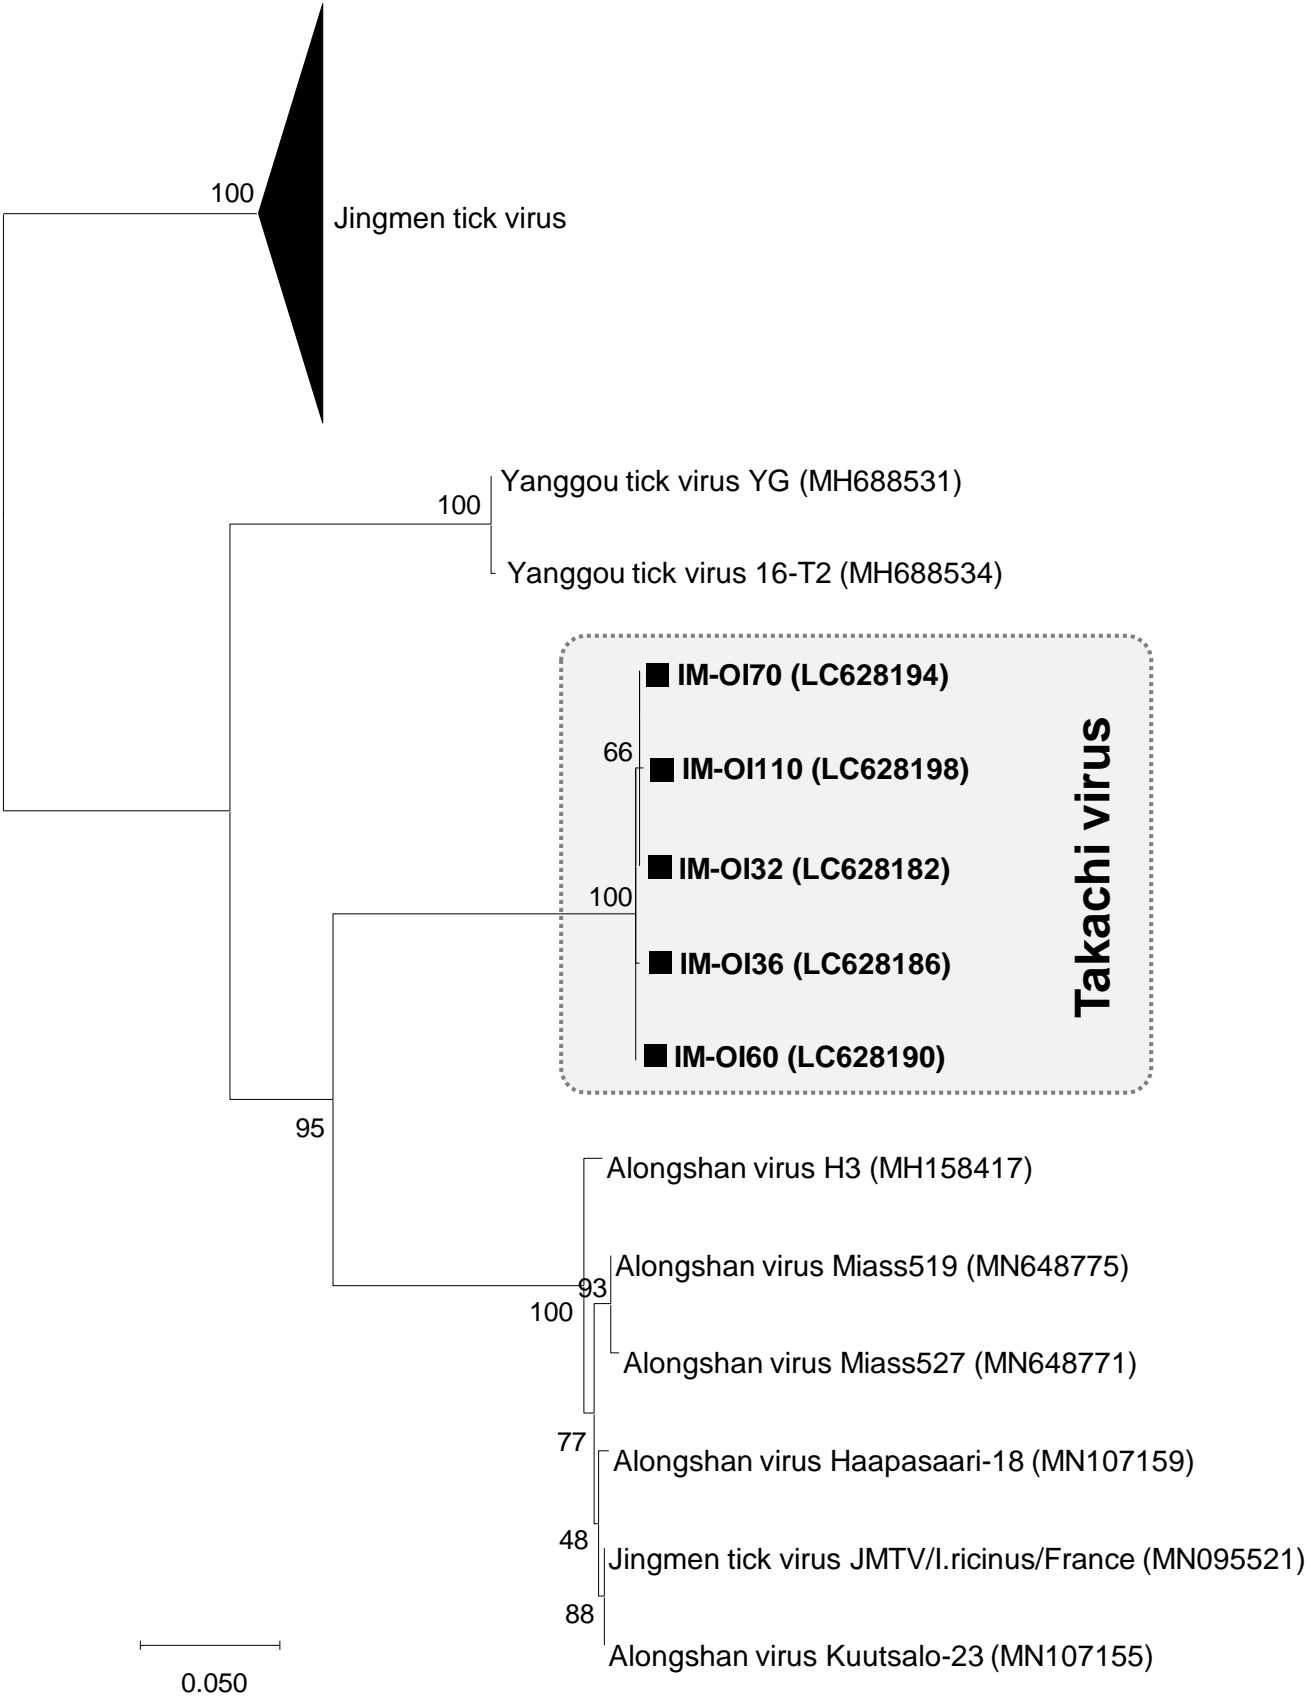 100
Jingmen tick virus
Yanggou tick virus YG (MH688531)
100
Yanggou tick virus 16-T2 (MH688534)
IM-OI70 (LC628194)
66
IM-OI110 (LC628198)
Takachi virus
IM-OI32 (LC628182)
100
IM-OI36 (LC628186)
IM-OI60 (LC628190)
95
Alongshan virus H3 (MH158417)
Alongshan virus Miass519 (MN648775)
93
100
Alongshan virus Miass527 (MN648771)
77
Alongshan virus Haapasaari-18 (MN107159)
48
Jingmen tick virus JMTV/I.ricinus/France (MN095521)
88
Alongshan virus Kuutsalo-23 (MN107155)
0.050